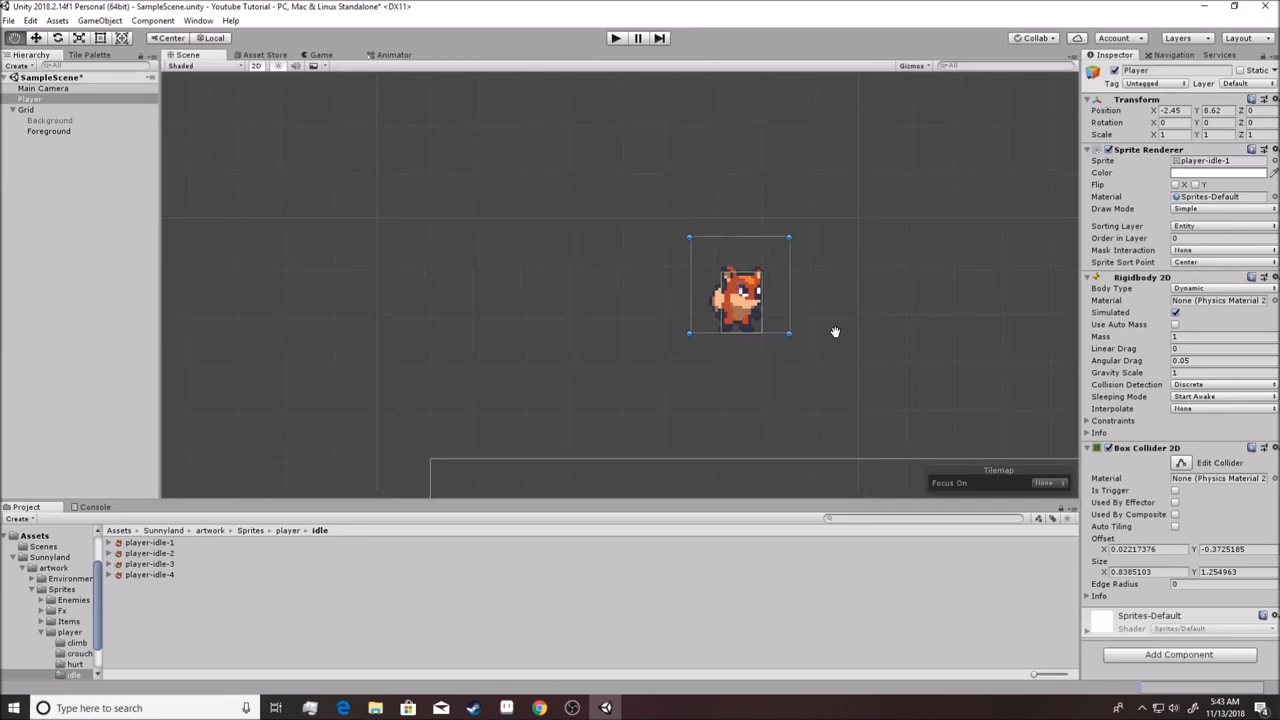 Unity 2018.2.14f1 Personal (64bit) - SampleScene.unity - Youtube Tutorial - PC, Mac & Linux Standalone* <DX11>
File Edit Assets GameObject Component Window Help
Center Local Collab Account Layers Layout
Hierarchy Tile Palette Scene Asset Store Game Animator Inspector Navigation Services
Create All Shaded 2D Gizmos All
SampleScene*
Main Camera
Player
Grid
Background
Foreground
Player Static
Tag Untagged Layer Default
Transform
Position X -2.45 Y 8.62 Z 0
Rotation X 0 Y 0 Z 0
Scale X 1 Y 1 Z 1
Sprite Renderer
Sprite player-idle-1
Color
Flip X Y
Material Sprites-Default
Draw Mode Simple
Sorting Layer Entity
Order in Layer 0
Mask Interaction None
Sprite Sort Point Center
Rigidbody 2D
Body Type Dynamic
Material None (Physics Material 2
Simulated
Use Auto Mass
Mass 1
Linear Drag 0
Angular Drag 0.05
Gravity Scale 1
Collision Detection Discrete
Sleeping Mode Start Awake
Interpolate None
Constraints
Info
Box Collider 2D
Edit Collider
Material None (Physics Material 2
Is Trigger
Used By Effector
Used By Composite
Auto Tiling
Offset
X 0.02217376 Y -0.3725185
Size
X 0.8385103 Y 1.254963
Edge Radius 0
Info
Sprites-Default
Shader Sprites/Default
Add Component
Tilemap
Focus On None
Project Console
Create
Assets
Scenes
Sunnyland
artwork
Environmen
Sprites
Enemies
Fx
Items
player
climb
crouch
hurt
idle
Assets Sunnyland artwork Sprites player idle
player-idle-1
player-idle-2
player-idle-3
player-idle-4
Type here to search
5:43 AM
11/13/2018
4